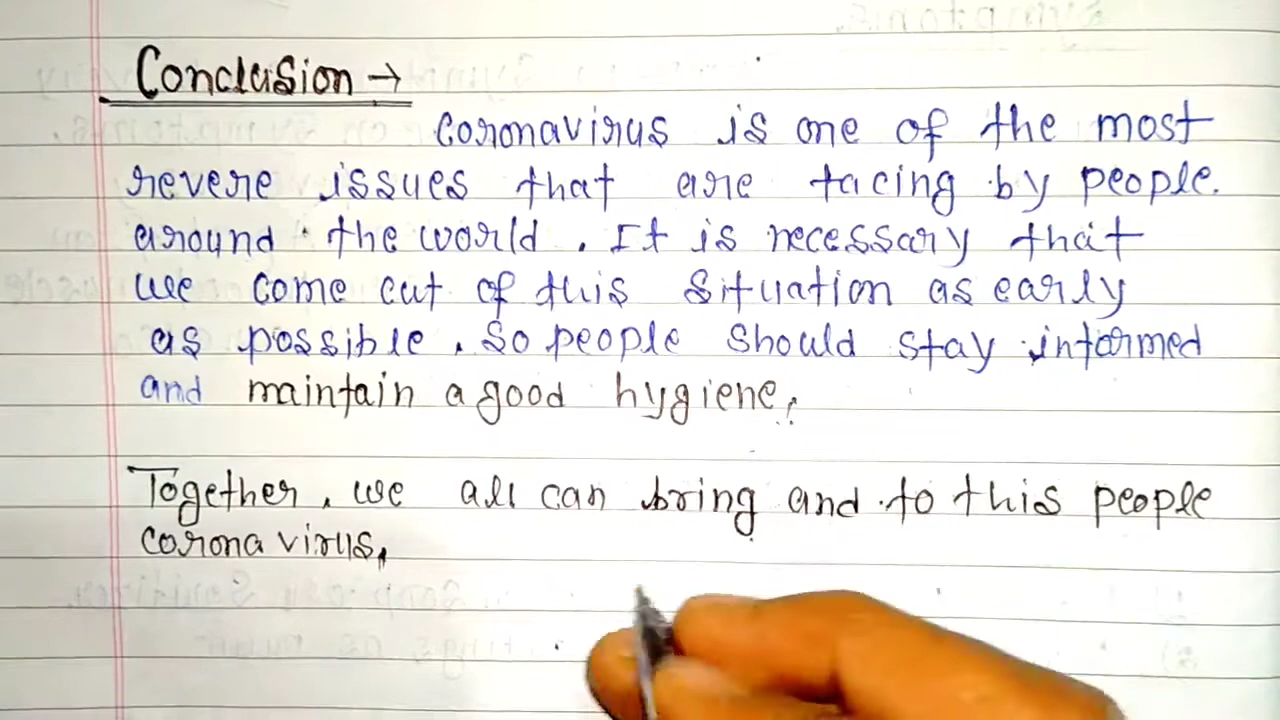 Conclusion →
coronavirus is one of the most
revere issues that are facing by people.
around the world. It is necessary that
we come out of this situation as early
as possible. So people should stay informed
and maintain a good hygiene.
Together, we all can bring and to this people
coronavirus.